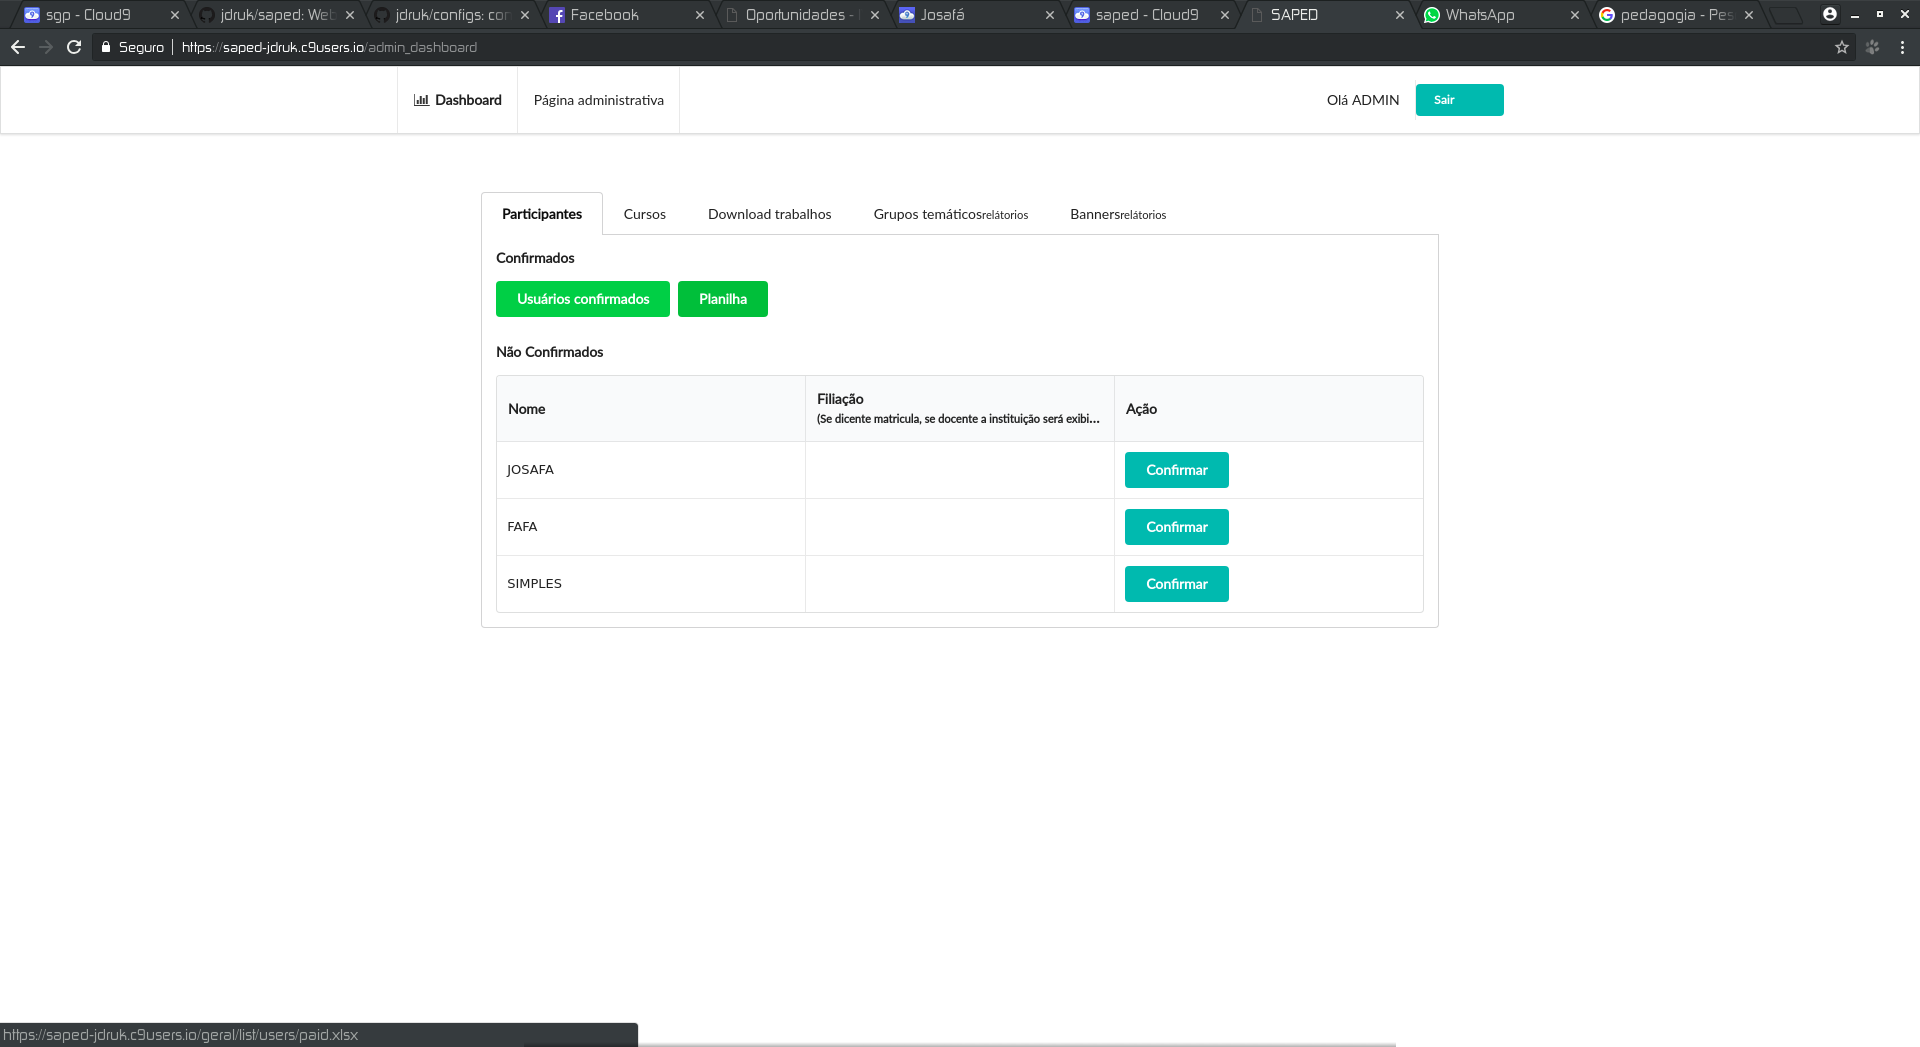 sgp - Cloud9
jdruk/saped: Web
jdruk/configs: con
Facebook
Oportunidades -
Josafá
saped - Cloud9
SAPED
WhatsApp
pedagogia - Pes
Seguro
https://saped-jdruk.c9users.io/admin_dashboard
Dashboard
Página administrativa
Olá ADMIN
Sair
Participantes
Cursos
Download trabalhos
Grupos temáticosrelátorios
Bannersrelátorios
Confirmados
Usuários confirmados
Planilha
Não Confirmados
Nome
Filiação
(Se dicente matricula, se docente a instituição será exibi...
Ação
JOSAFA
Confirmar
FAFA
Confirmar
SIMPLES
Confirmar
https://saped-jdruk.c9users.io/geral/list/users/paid.xlsx